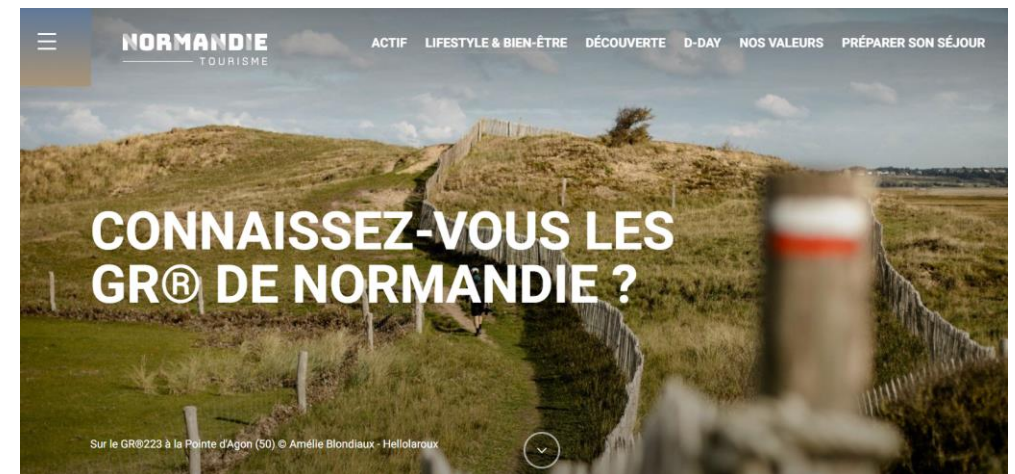 NORMANDIE
TOURISME
ACTIF LIFESTYLE & BIEN-ÊTRE DÉCOUVERTE D-DAY NOS VALEURS PRÉPARER SON SÉJOUR
CONNAISSEZ-VOUS LES
GR® DE NORMANDIE ?
Sur le GR®223 à la Pointe d'Agon (50) © Amélie Blondiaux - Hellolaroux